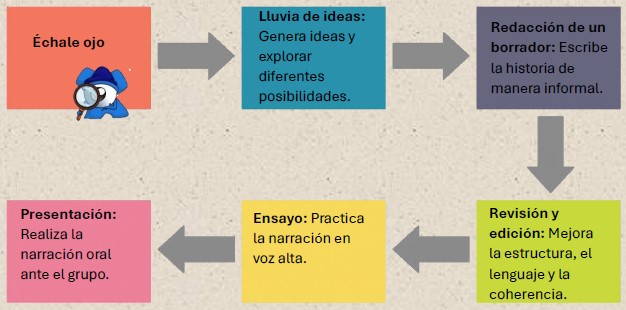 Échale ojo
Lluvia de ideas:
Genera ideas y
explorar
diferentes
posibilidades.
Redacción de un
borrador: Escribe
la historia de
manera informal.
Revisión y
edición: Mejora
la estructura, el
lenguaje y la
coherencia.
Ensayo: Practica
la narración en
voz alta.
Presentación:
Realiza la
narración oral
ante el grupo.